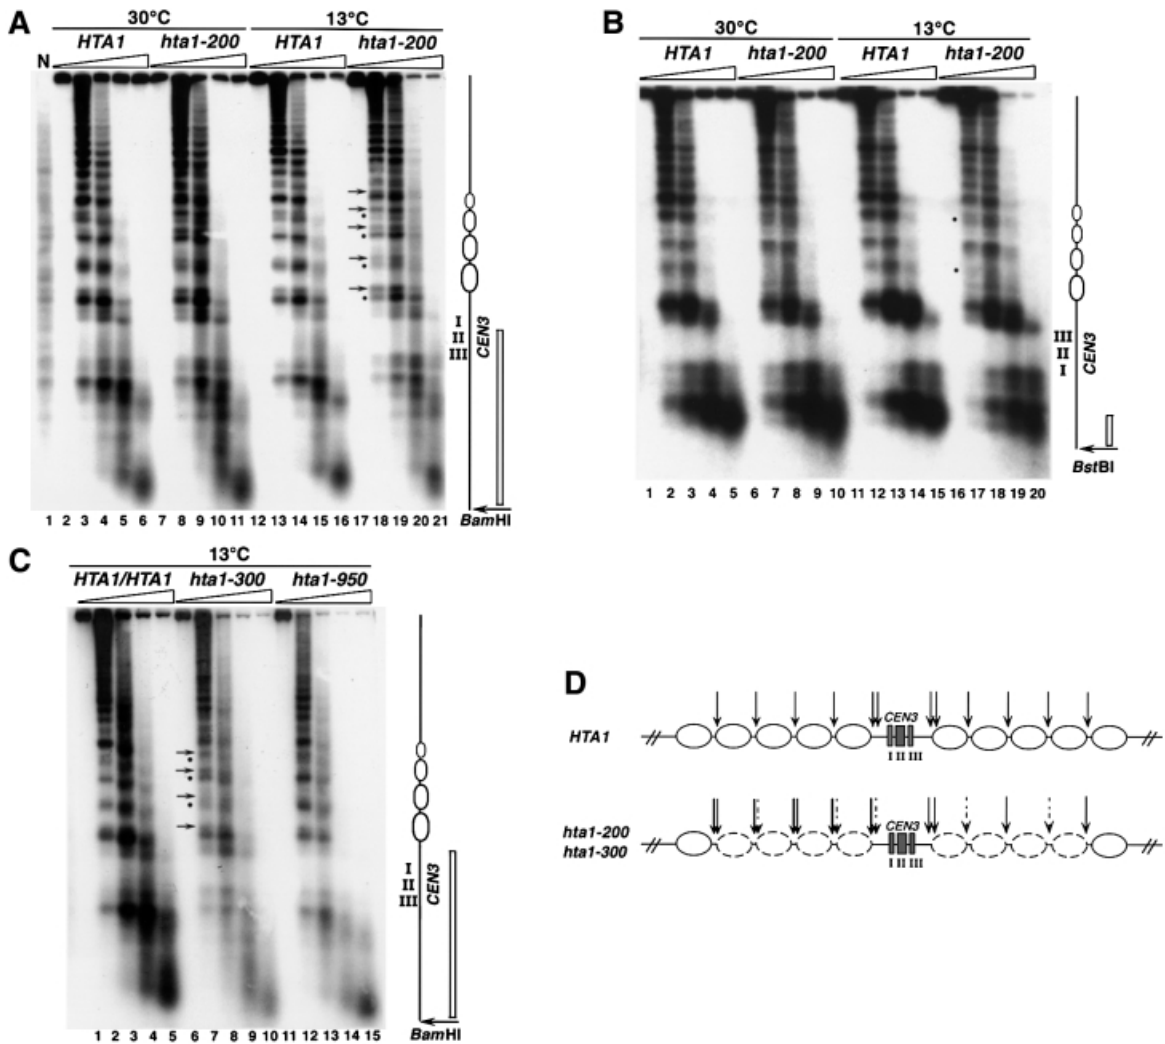 A
30°C 13°C
HTA1 hta1-200 HTA1 hta1-200
N
I
II
III
CEN3
BamHI
1 2 3 4 5 6 7 8 9 10 11 12 13 14 15 16 17 18 19 20 21
B
30°C 13°C
HTA1 hta1-200 HTA1 hta1-200
III
II
I
CEN3
BstBI
1 2 3 4 5 6 7 8 9 10 11 12 13 14 15 16 17 18 19 20
C
13°C
HTA1/HTA1 hta1-300 hta1-950
I
II
III
CEN3
BamHI
1 2 3 4 5 6 7 8 9 10 11 12 13 14 15
D
CEN3
HTA1
I II III
CEN3
hta1-200
hta1-300
I II III